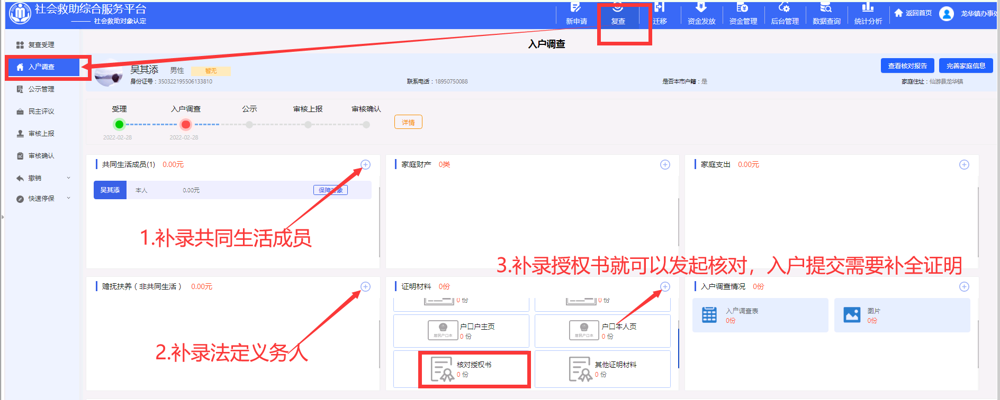 社会救助综合服务平台
—— 社会救助对象认定
新申请
复查
迁移
资金发放
资金管理
后台管理
数据查询
统计分析
返回首页
龙华镇办事处
复查受理
入户调查
公示管理
民主评议
审核上报
审核确认
撤销
快速停保
入户调查
吴其添 男性 暂无
查看核对报告 完善家庭信息
身份证号：350322195506133810
联系电话：18950750088
是否本市户籍：是
家庭住址：仙游县龙华镇
受理 入户调查 公示 审核上报 审核确认
详情
2022-02-28 2022-02-28
共同生活成员(1) 0.00元
吴其添 本人 0.00元 保障对象
1.补录共同生活成员
家庭财产 0类
家庭支出 0.00元
3.补录授权书就可以发起核对，入户提交需要补全证明
赡抚扶养（非共同生活） 0.00元
2.补录法定义务人
证明材料 0份
0 份
0 份
居民户口本
户口户主页
0 份
居民户口本
户口本人页
0 份
核对授权书
0 份
其他证明材料
0 份
入户调查情况 0份
入户调查表
0份
图片
0份